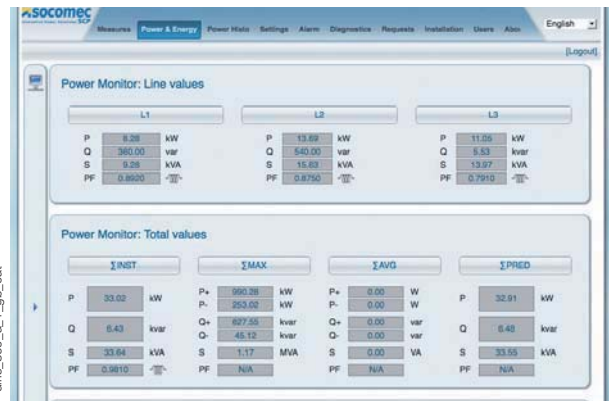 socomec
Measures Power & Energy Power Histo Settings Alarm Diagnostics Requests Installation Users
English
[Logout]
Power Monitor: Line values
L1 L2 L3
P kW P 13.69 kW P 11.05 kW
Q 360.00 var Q 540.00 var Q 5.53 kvar
S 9.28 kVA S 15.63 kVA S 13.97 kVA
PF 0.8920 PF 0.8750 PF 0.7910
Power Monitor: Total values
ΣINST ΣMAX ΣAVG ΣPRED
P 33.02 kW P+ 990.28 kW P+ 0.00 W P 32.91 kW
P- 253.02 kW P- 0.00 W
Q 6.43 kvar Q+ 627.55 kvar Q+ 0.00 var Q 6.48 kvar
Q- 45.12 kvar Q- 0.00 var
S 33.64 kVA S 1.17 MVA S 0.00 VA S 33.55 kVA
PF 0.9810 PF N/A PF N/A PF N/A